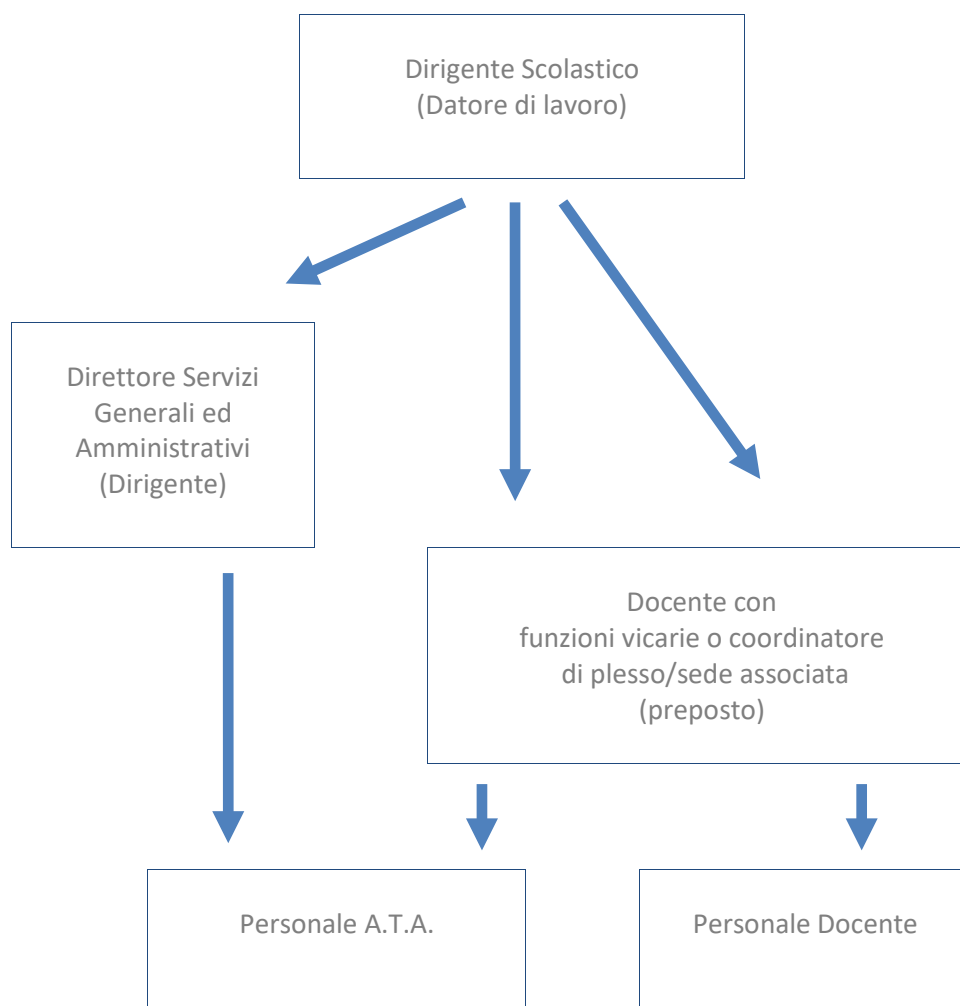 Dirigente Scolastico
(Datore di lavoro)
Direttore Servizi
Generali ed
Amministrativi
(Dirigente)
Docente con
funzioni vicarie o coordinatore
di plesso/sede associata
(preposto)
Personale A.T.A.
Personale Docente